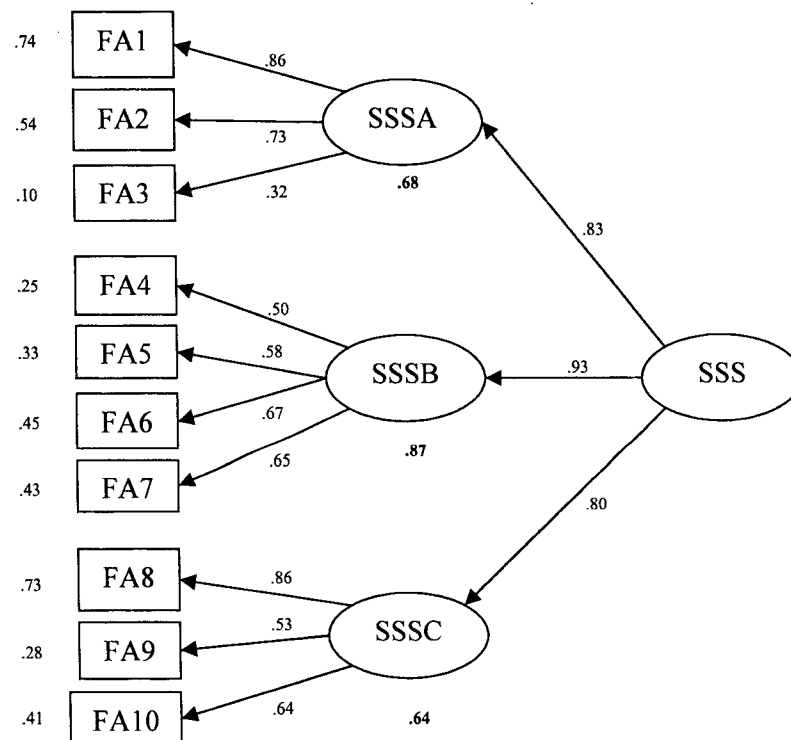 .74 FA1 .86
.54 FA2 .73 SSSA
.10 FA3 .32 .68
.83
.25 FA4 .50
.33 FA5 .58 SSSB .93 SSS
.45 FA6 .67
.43 FA7 .65 .87
.80
.73 FA8 .86
.28 FA9 .53 SSSC
.41 FA10 .64 .64